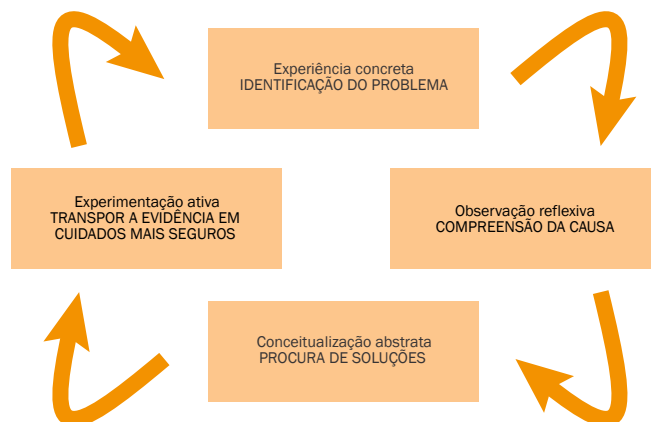 Experiência concreta
IDENTIFICAÇÃO DO PROBLEMA
Experimentação ativa
TRANSPOR A EVIDÊNCIA EM
CUIDADOS MAIS SEGUROS
Observação reflexiva
COMPREENSÃO DA CAUSA
Conceitualização abstrata
PROCURA DE SOLUÇÕES